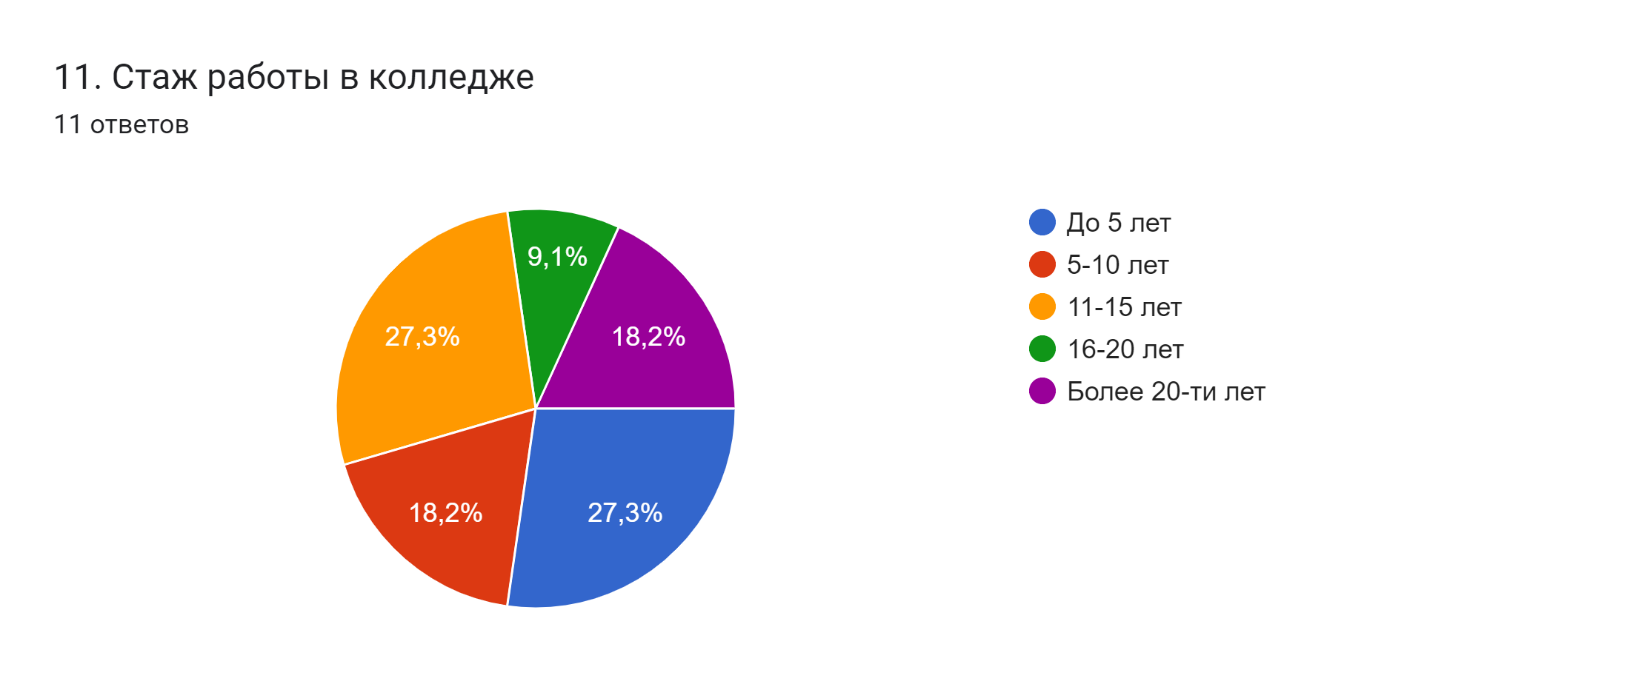 11. Стаж работы в колледже
11 ответов
9,1%
27,3%
18,2%
18,2%
27,3%
До 5 лет
5-10 лет
11-15 лет
16-20 лет
Более 20-ти лет